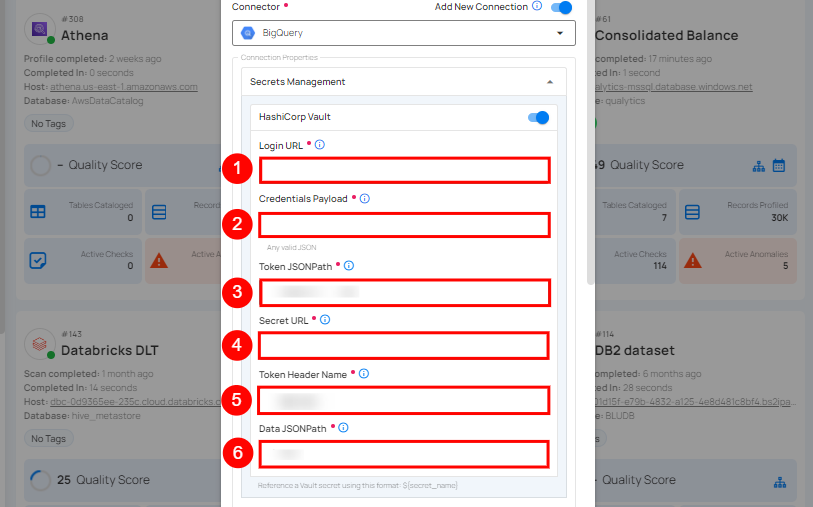 #308
Athena
Profile completed: 2 weeks ago
Completed In: 0 seconds
Host: athena.us-east-1.amazonaws.com
Database: AwsDataCatalog
No Tags
– Quality Score
Tables Cataloged
0
Records
Active Checks
0
Active A
#143
Databricks DLT
Scan completed: 1 month ago
Completed In: 14 seconds
Host: dbc-0d9365ee-235c.cloud.databricks.c
Database: hive_metastore
No Tags
25 Quality Score
Connector •
Add New Connection
BigQuery
Connection Properties
Secrets Management
HashiCorp Vault
Login URL •
1
Credentials Payload •
2
Any valid JSON
Token JSONPath •
3
Secret URL •
4
Token Header Name •
5
Data JSONPath •
6
Reference a Vault secret using this format: ${secret_name}
#61
Consolidated Balance
completed: 17 minutes ago
In: 1 second
alytics-mssql.database.windows.net
e: qualytics
49 Quality Score
Tables Cataloged
7
Records Profiled
30K
Active Checks
114
Active Anomalies
5
#114
DB2 dataset
ompleted: 6 months ago
In: 28 seconds
01d15f-e79b-4832-a125-4e8d481c8bf4.bs2ipa...
e: BLUDB
s
- Quality Score